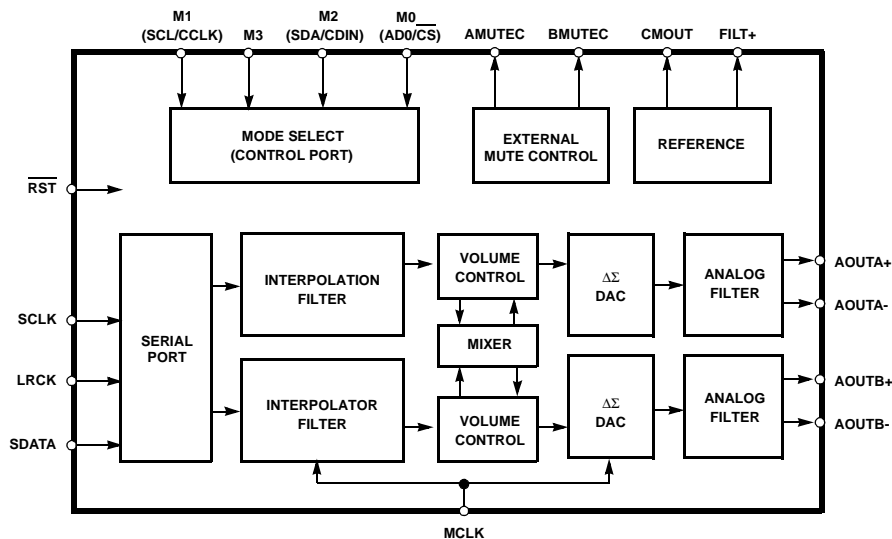 M1
(SCL/CCLK)
M3
M2
(SDA/CDIN)
M0
(AD0/CS)
AMUTEC
BMUTEC
CMOUT
FILT+
MODE SELECT
(CONTROL PORT)
EXTERNAL
MUTE CONTROL
REFERENCE
RST
SCLK
LRCK
SDATA
SERIAL
PORT
INTERPOLATION
FILTER
VOLUME
CONTROL
ΔΣ
DAC
ANALOG
FILTER
AOUTA+
AOUTA-
MIXER
INTERPOLATOR
FILTER
VOLUME
CONTROL
ΔΣ
DAC
ANALOG
FILTER
AOUTB+
AOUTB-
MCLK